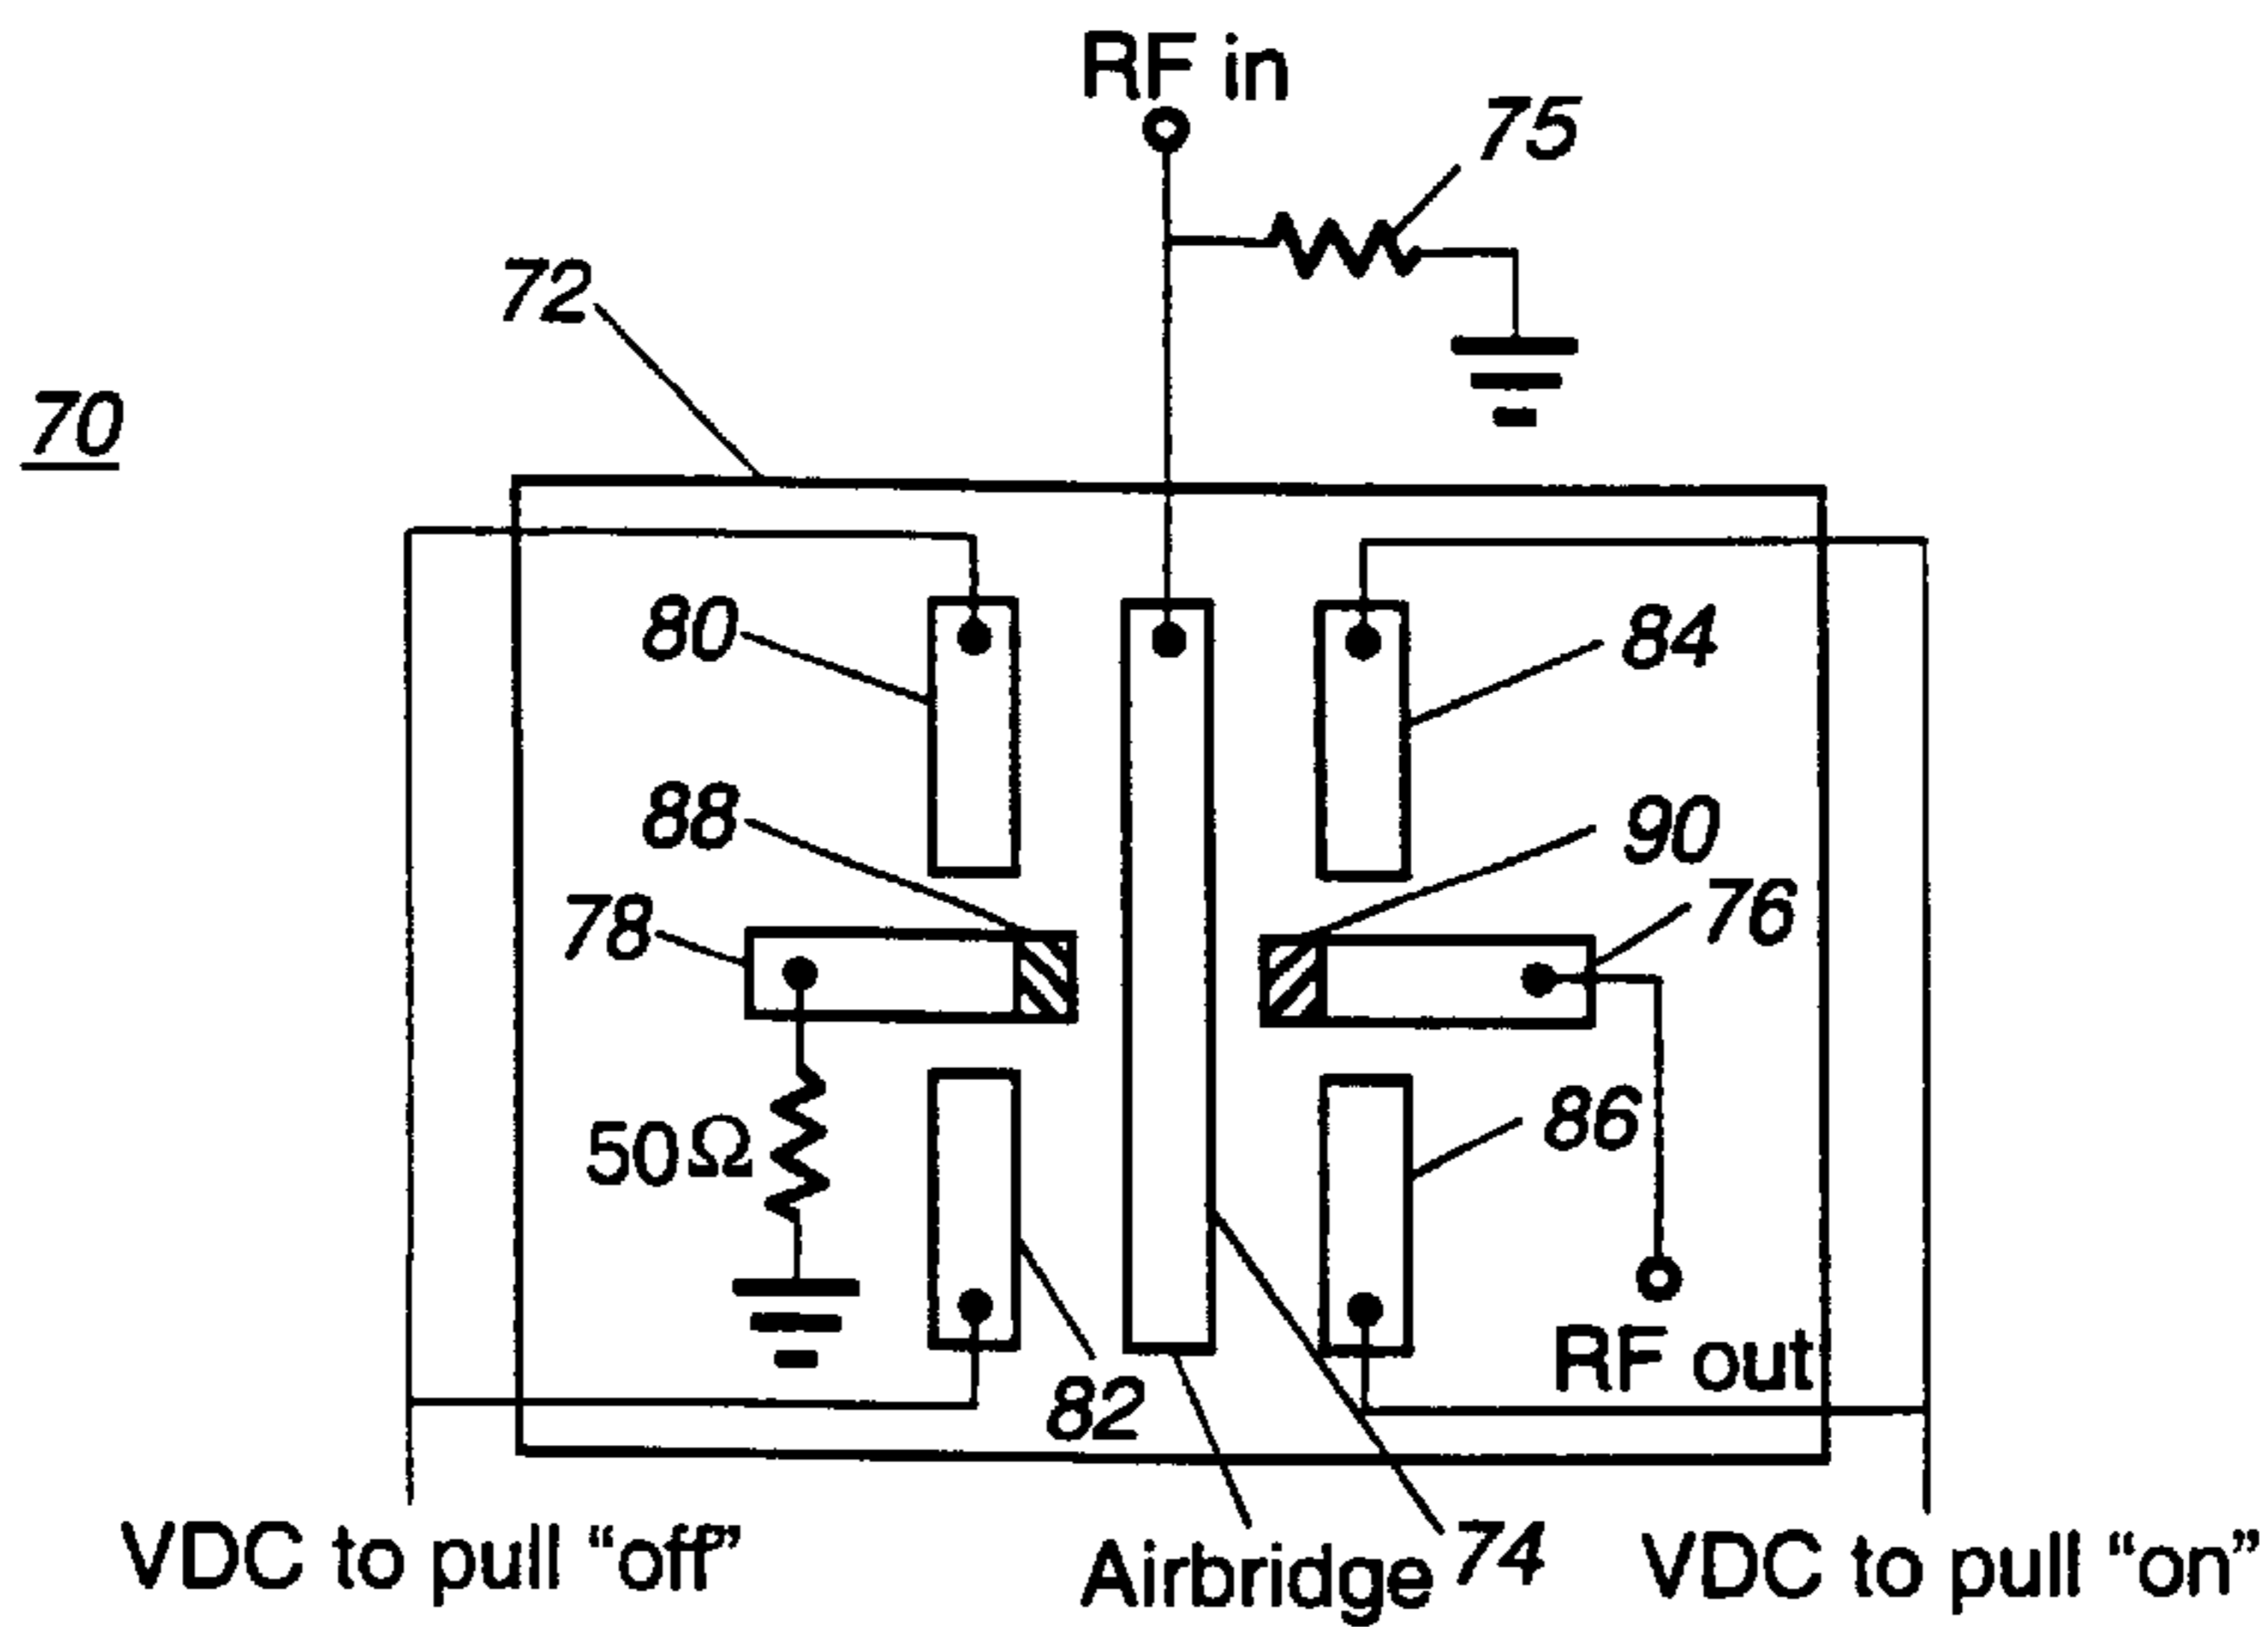 RF in
75
72
70
80
84
88
90
78
76
50Ω
86
82
RF out
VDC to pull “off”
Airbridge
74
VDC to pull “on”